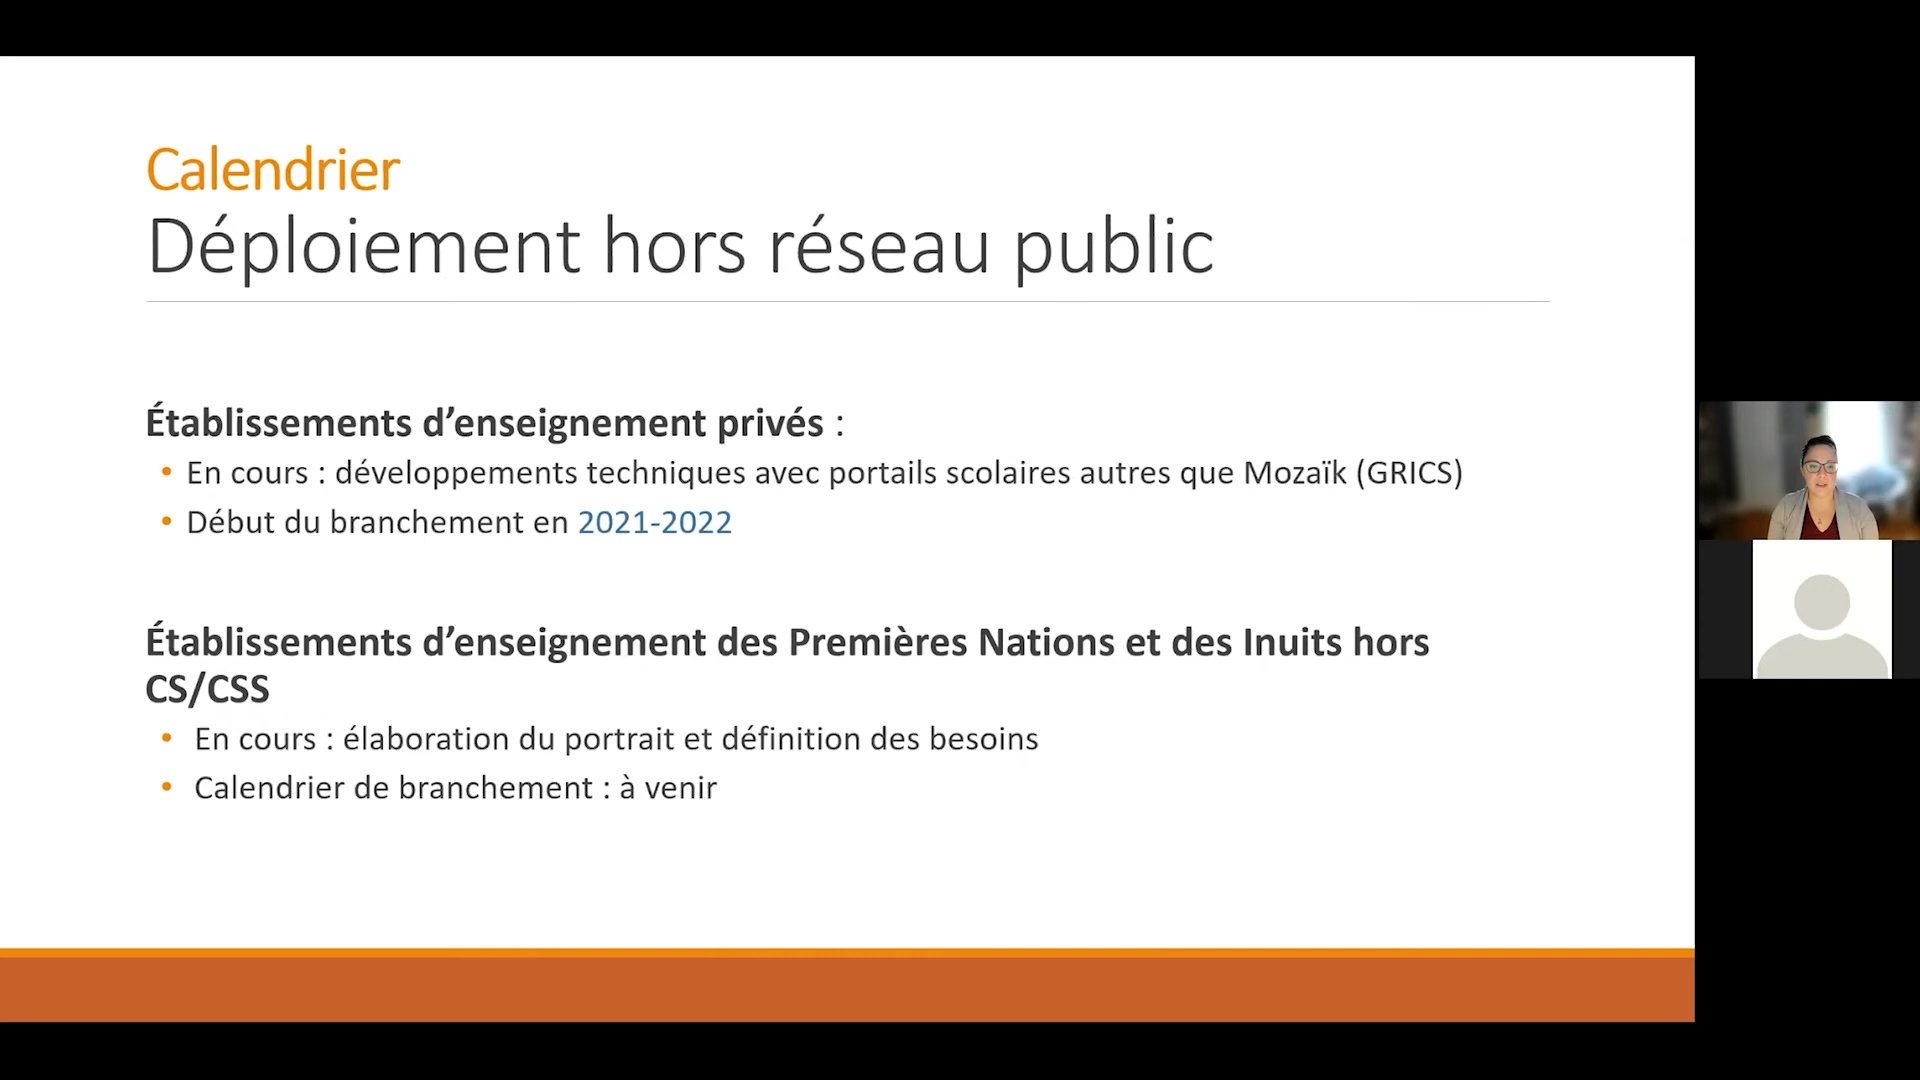 Calendrier
Déploiement hors réseau public
Établissements d’enseignement privés :
• En cours : développements techniques avec portails scolaires autres que Mozaïk (GRICS)
• Début du branchement en 2021-2022
Établissements d’enseignement des Premières Nations et des Inuits hors
CS/CSS
• En cours : élaboration du portrait et définition des besoins
• Calendrier de branchement : à venir